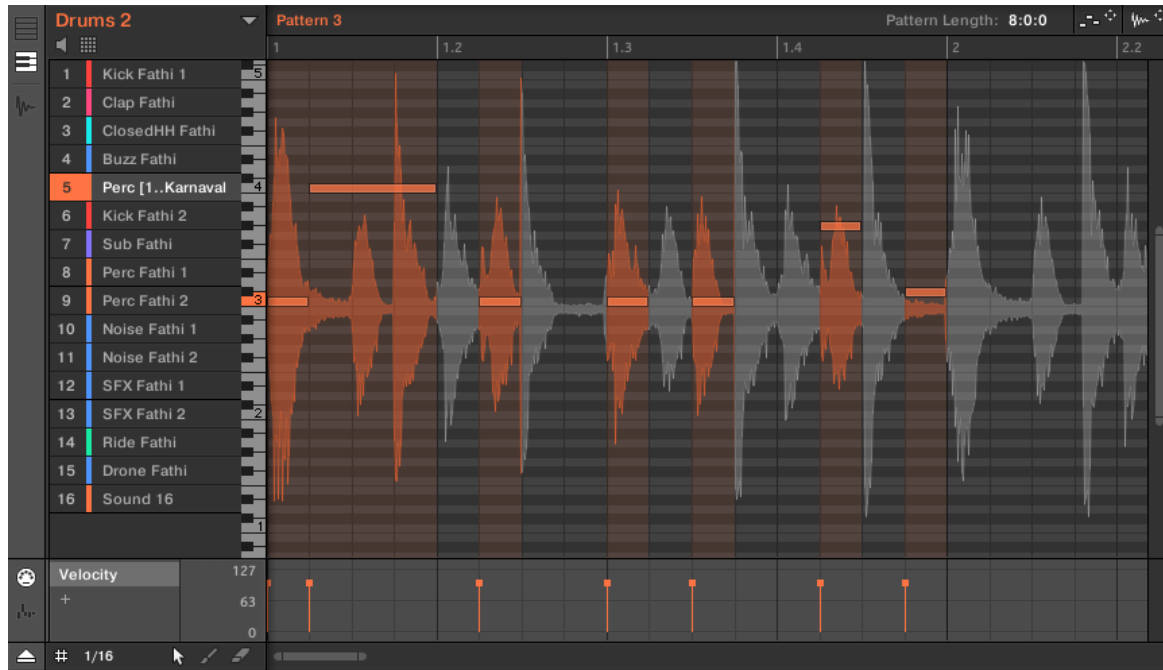 Drums 2
Pattern 3
Pattern Length: 8:0:0
1 1.2 1.3 1.4 2 2.2
1 Kick Fathi 1
2 Clap Fathi
3 ClosedHH Fathi
4 Buzz Fathi
5 Perc [1..Karnaval
6 Kick Fathi 2
7 Sub Fathi
8 Perc Fathi 1
9 Perc Fathi 2
10 Noise Fathi 1
11 Noise Fathi 2
12 SFX Fathi 1
13 SFX Fathi 2
14 Ride Fathi
15 Drone Fathi
16 Sound 16
5
4
3
2
1
Velocity
+
127
63
0
1/16